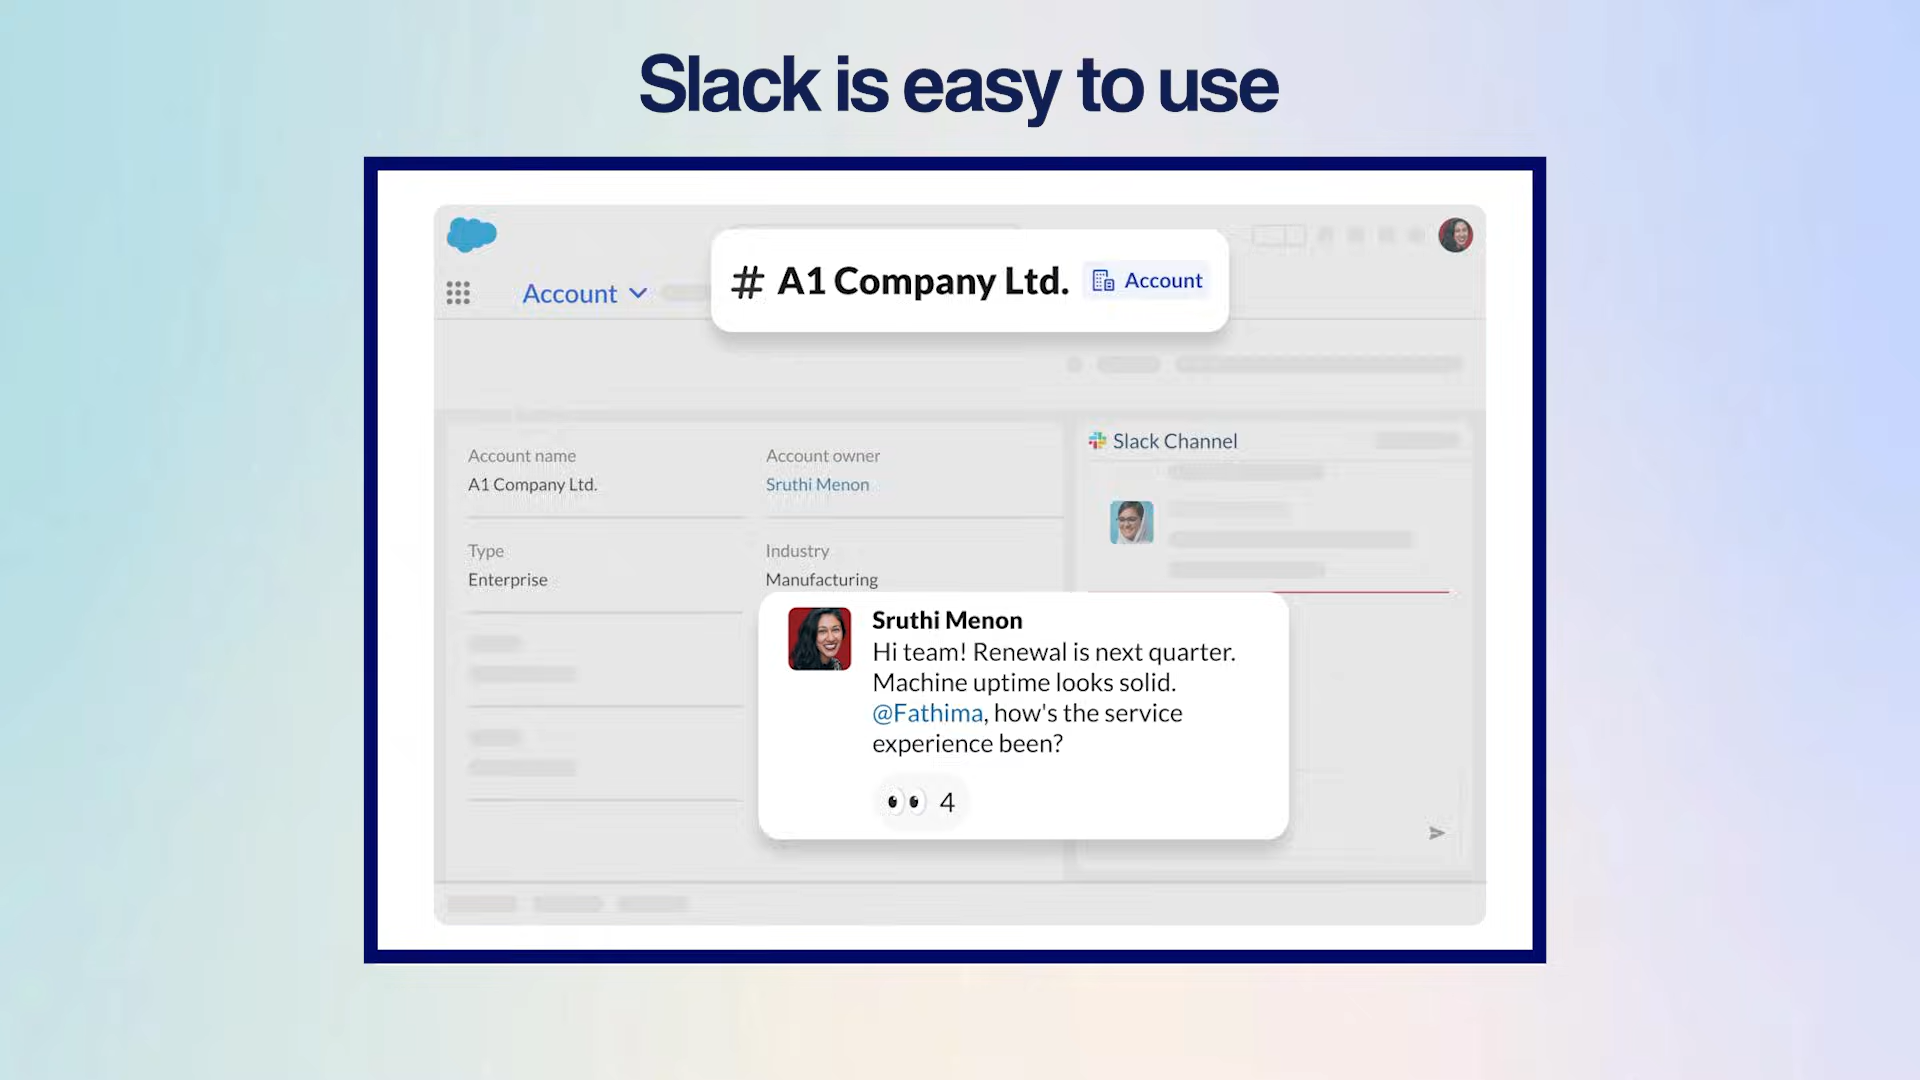 Slack is easy to use
# A1 Company Ltd. Account
Account
Account name
A1 Company Ltd.
Account owner
Sruthi Menon
Type
Enterprise
Industry
Manufacturing
Slack Channel
Sruthi Menon
Hi team! Renewal is next quarter.
Machine uptime looks solid.
@Fathima, how's the service
experience been?
👀 4